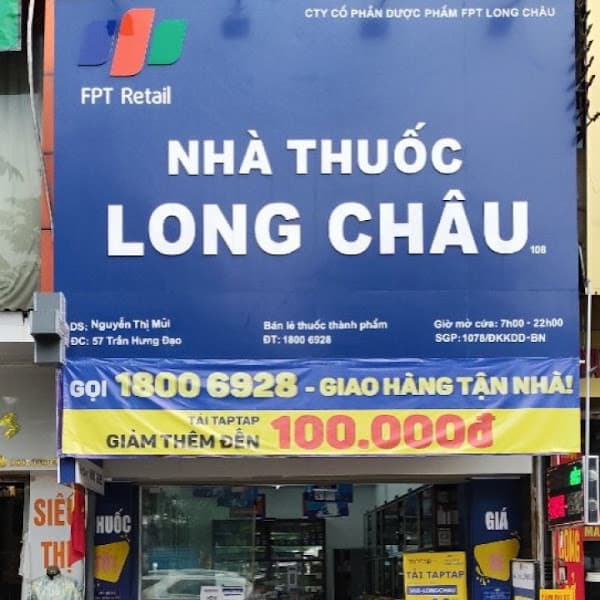 CTY CỔ PHẦN DƯỢC PHẨM FPT LONG CHÂU
FPT Retail
NHÀ THUỐC
LONG CHÂU
108
DS: Nguyễn Thị Mùi
ĐC: 57 Trần Hưng Đạo
Bán lẻ thuốc thành phẩm
ĐT: 1800 6928
Giờ mở cửa: 7h00 - 22h00
SGP: 1078/ĐKKDD-BN
GỌI 1800 6928 - GIAO HÀNG TẬN NHÀ!
TẢI TAPTAP
GIẢM THÊM ĐẾN 100.000đ
SIÊU
THỊ
THUỐC
GIÁ
TẢI TAPTAP